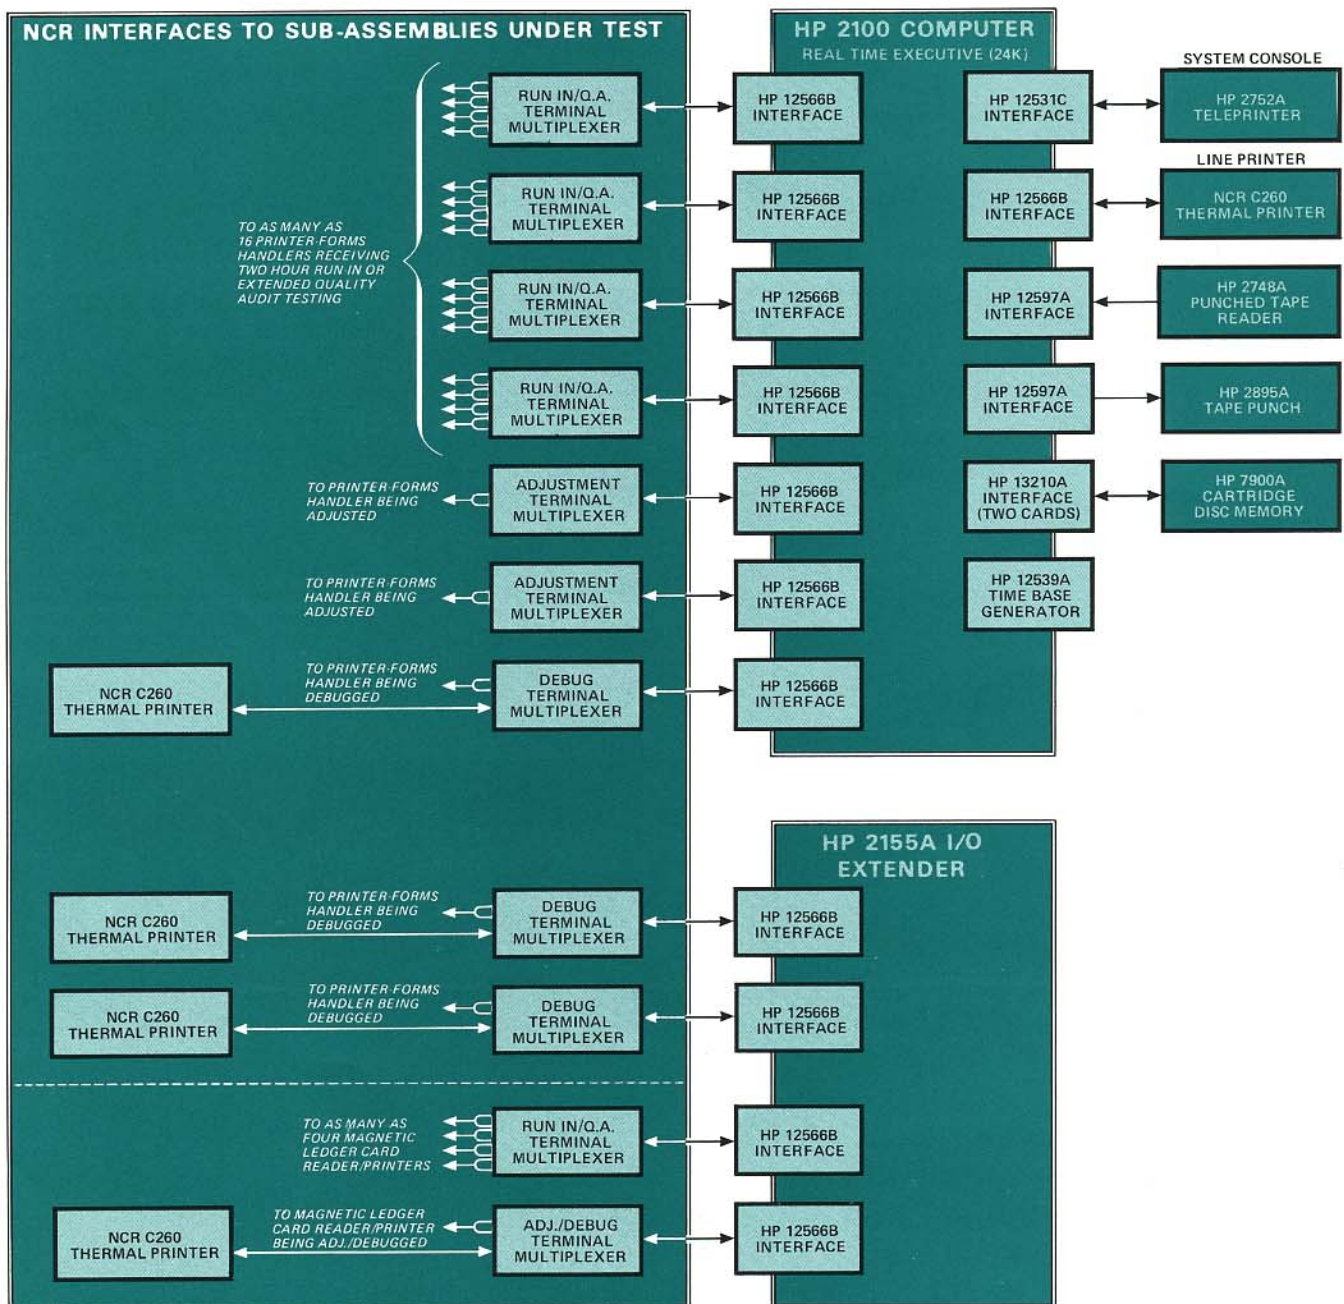 NCR INTERFACES TO SUB-ASSEMBLIES UNDER TEST
HP 2100 COMPUTER
REAL TIME EXECUTIVE (24K)
SYSTEM CONSOLE
RUN IN/Q.A.
TERMINAL
MULTIPLEXER
HP 12566B
INTERFACE
HP 12531C
INTERFACE
HP 2752A
TELEPRINTER
LINE PRINTER
RUN IN/Q.A.
TERMINAL
MULTIPLEXER
HP 12566B
INTERFACE
HP 12566B
INTERFACE
NCR C260
THERMAL PRINTER
TO AS MANY AS
16 PRINTER-FORMS
HANDLERS RECEIVING
TWO HOUR RUN-IN OR
EXTENDED QUALITY
AUDIT TESTING
RUN IN/Q.A.
TERMINAL
MULTIPLEXER
HP 12566B
INTERFACE
HP 12597A
INTERFACE
HP 2748A
PUNCHED TAPE
READER
RUN IN/Q.A.
TERMINAL
MULTIPLEXER
HP 12566B
INTERFACE
HP 12597A
INTERFACE
HP 2895A
TAPE PUNCH
TO PRINTER-FORMS
HANDLER BEING
ADJUSTED
ADJUSTMENT
TERMINAL
MULTIPLEXER
HP 12566B
INTERFACE
HP 13210A
INTERFACE
(TWO CARDS)
HP 7900A
CARTRIDGE
DISC MEMORY
TO PRINTER-FORMS
HANDLER BEING
ADJUSTED
ADJUSTMENT
TERMINAL
MULTIPLEXER
HP 12566B
INTERFACE
HP 12539A
TIME BASE
GENERATOR
NCR C260
THERMAL PRINTER
TO PRINTER-FORMS
HANDLER BEING
DEBUGGED
DEBUG
TERMINAL
MULTIPLEXER
HP 12566B
INTERFACE
HP 2155A I/O
EXTENDER
NCR C260
THERMAL PRINTER
TO PRINTER-FORMS
HANDLER BEING
DEBUGGED
DEBUG
TERMINAL
MULTIPLEXER
HP 12566B
INTERFACE
NCR C260
THERMAL PRINTER
TO PRINTER-FORMS
HANDLER BEING
DEBUGGED
DEBUG
TERMINAL
MULTIPLEXER
HP 12566B
INTERFACE
TO AS MANY AS
FOUR MAGNETIC
LEDGER CARD
READER/PRINTERS
RUN IN/Q.A.
TERMINAL
MULTIPLEXER
HP 12566B
INTERFACE
NCR C260
THERMAL PRINTER
TO MAGNETIC LEDGER
CARD READER/PRINTER
BEING ADJ./DEBUGGED
ADJ./DEBUG
TERMINAL
MULTIPLEXER
HP 12566B
INTERFACE